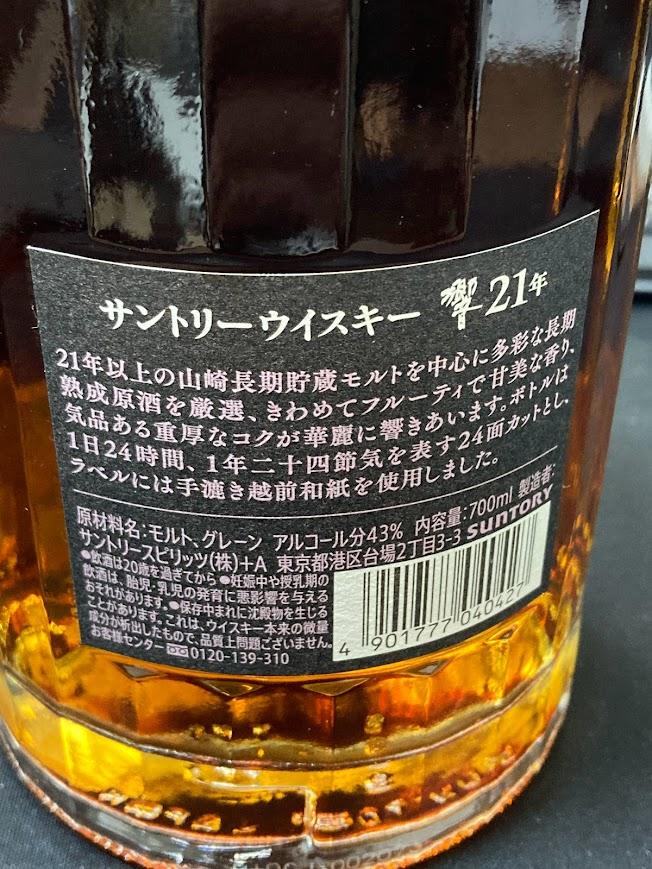 サントリーウイスキー 響 21年
21年以上の山崎長期貯蔵モルトを中心に多彩な長期
熟成原酒を厳選、きわめてフルーティで甘美な香り、
気品ある重厚なコクが華麗に響きあいます。ボトルは
1日24時間、1年二十四節気を表す24面カットとし、
ラベルには手漉き越前和紙を使用しました。
原材料名:モルト、グレーン アルコール分43% 内容量:700ml 製造者:
サントリースピリッツ(株)+A 東京都港区台場2丁目3-3 SUNTORY
●飲酒は20歳を過ぎてから ●妊娠中や授乳期の
飲酒は、胎児・乳児の発育に悪影響を与える
おそれがあります。●保存中まれに沈殿物を生じる
ことがあります。これは、ウイスキー本来の微量
成分が析出したもので、品質上問題ございません。
お客様センター 0120-139-310
4 901777 040427